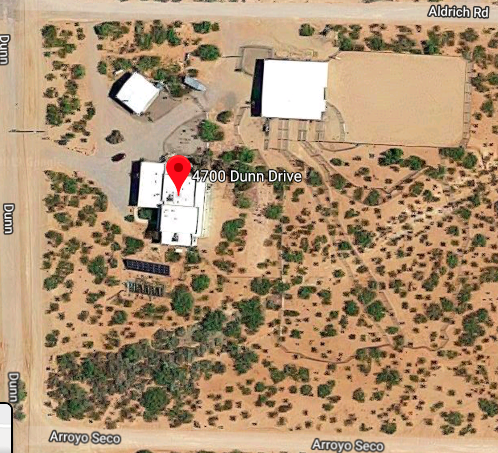 Aldrich Rd
Dunn
4700 Dunn Drive
Dunn
Dunn
Arroyo Seco
Arroyo Seco